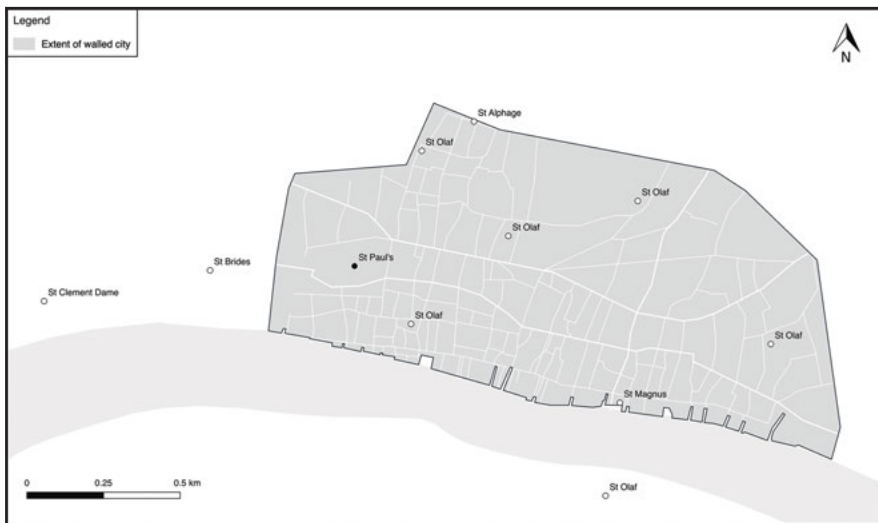 Legend
Extent of walled city
N
St Alphage
St Olaf
St Olaf
St Olaf
St Brides
St Paul's
St Clement Dame
St Olaf
St Olaf
St Magnus
0 0.25 0.5 km
St Olaf